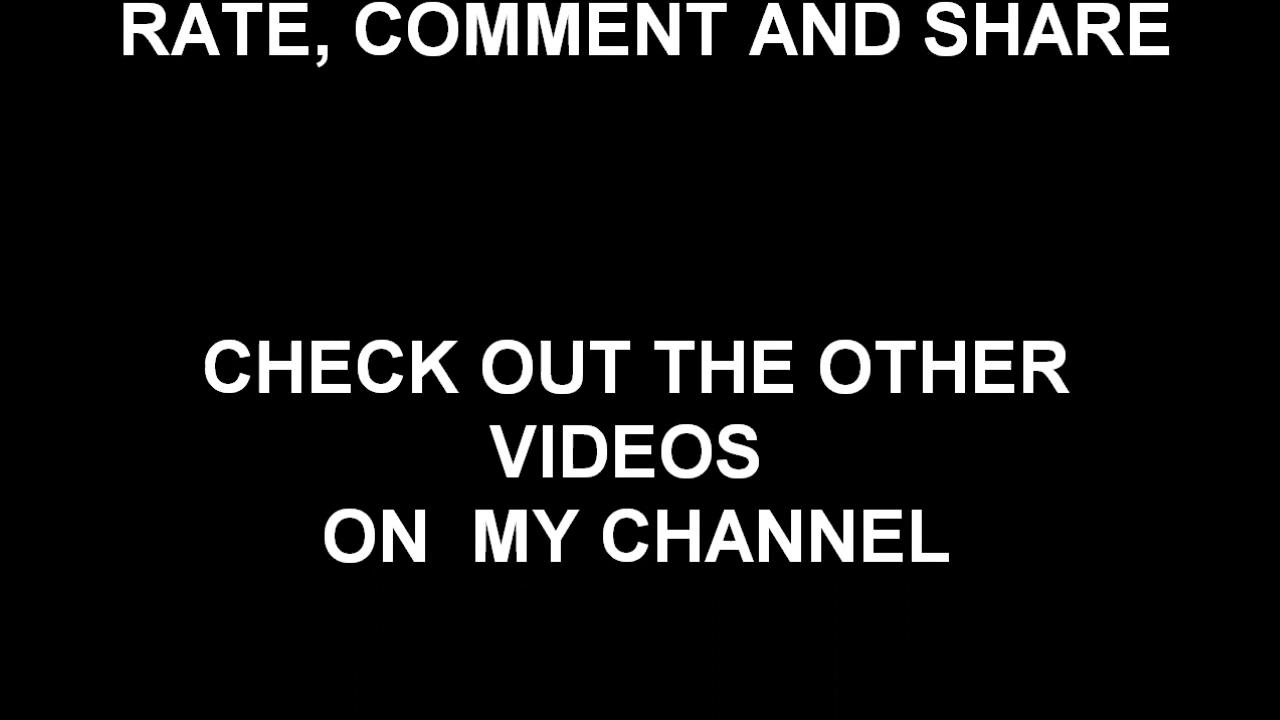 RATE, COMMENT AND SHARE
CHECK OUT THE OTHER
VIDEOS
ON  MY CHANNEL